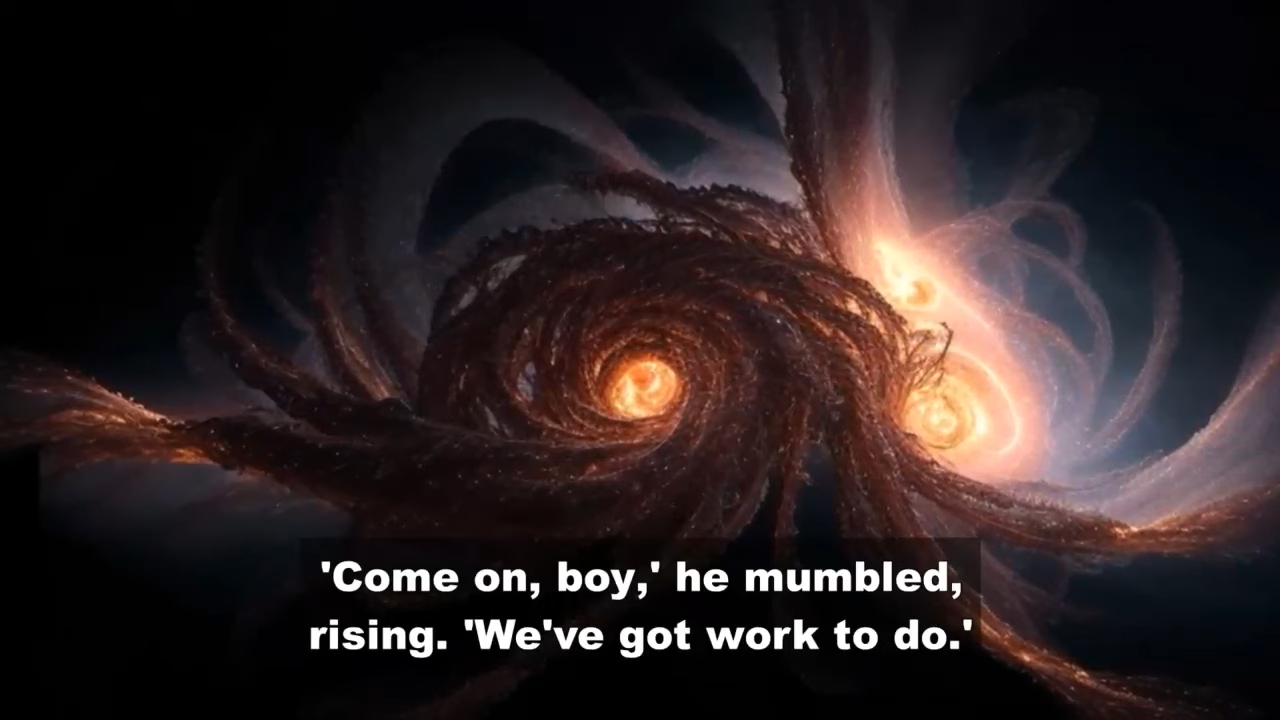 'Come on, boy,' he mumbled,
rising. 'We've got work to do.'